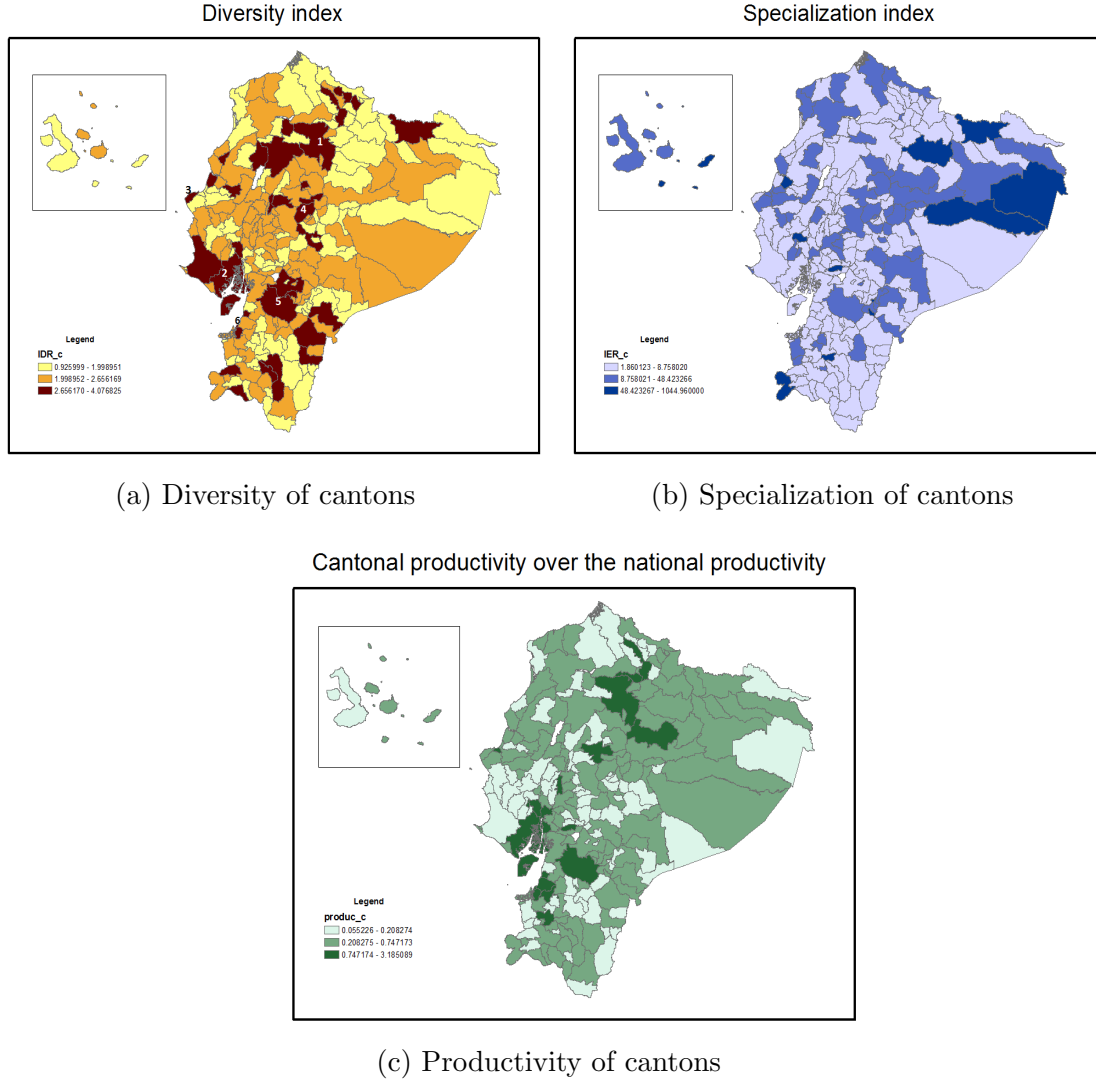 Diversity index
Specialization index
1
3
4
2
5
6
Legend
IDR_c
0.925999 - 1.998951
1.998952 - 2.656169
2.656170 - 4.076825
Legend
IER_c
1.860123 - 8.758020
8.758021 - 48.423266
48.423267 - 1044.960000
(a) Diversity of cantons
(b) Specialization of cantons
Cantonal productivity over the national productivity
Legend
produc_c
0.055226 - 0.208274
0.208275 - 0.747173
0.747174 - 3.185089
(c) Productivity of cantons